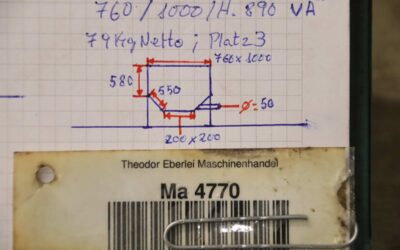 760 / 1000 / H. 890 VA
79 Kg Netto ; Platz 3
760 x 1000
580
550
ø = 50
200 x 200
Theodor Eberlei Maschinenhandel
Ma 4770